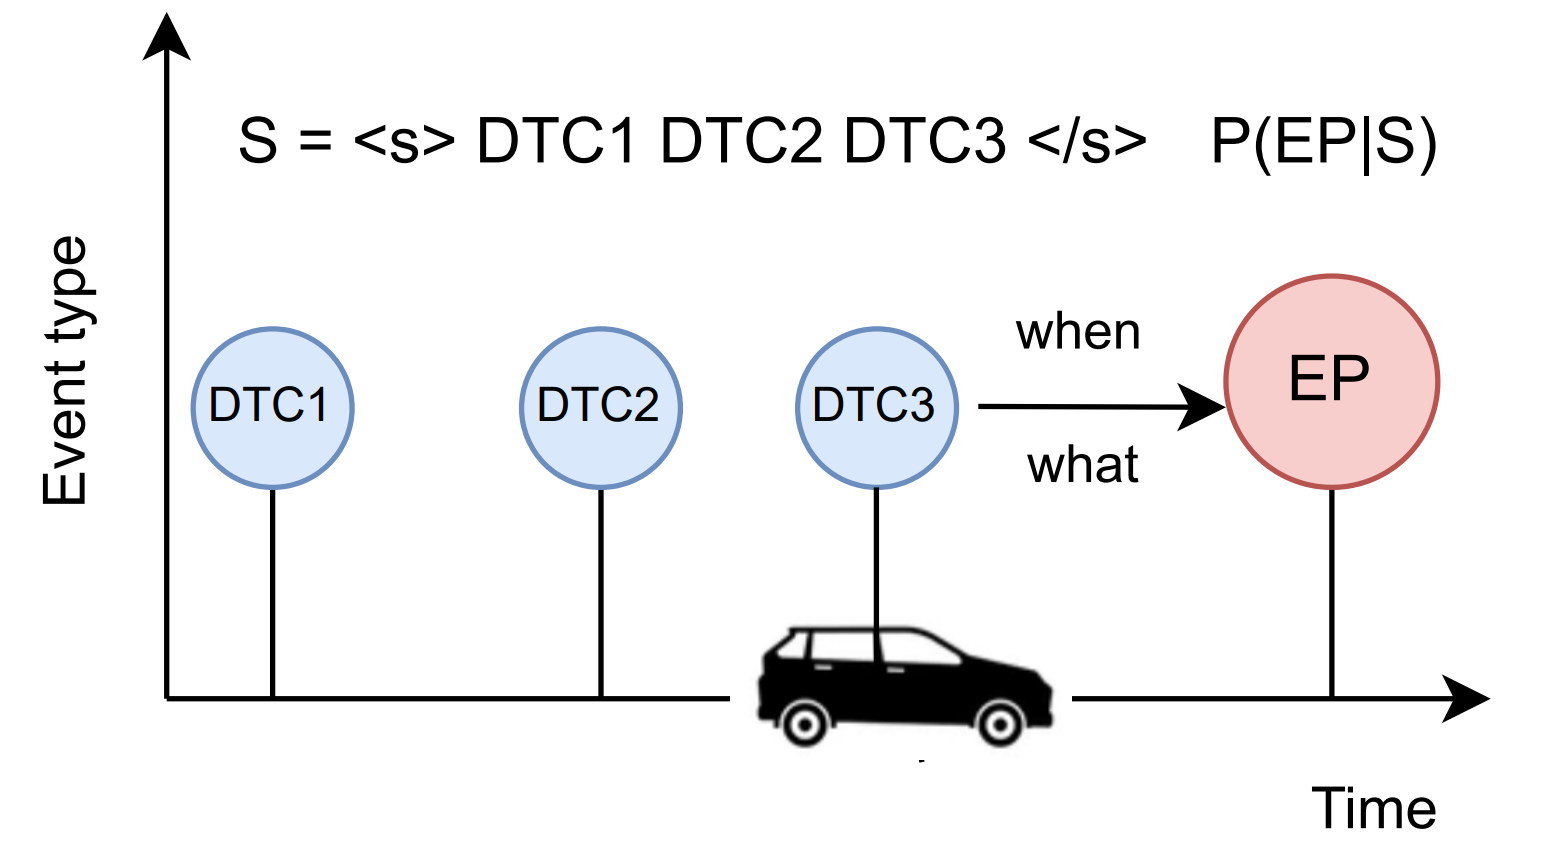 S = <s> DTC1 DTC2 DTC3 </s> P(EP|S)
Event type
DTC1
DTC2
DTC3
when
what
EP
Time